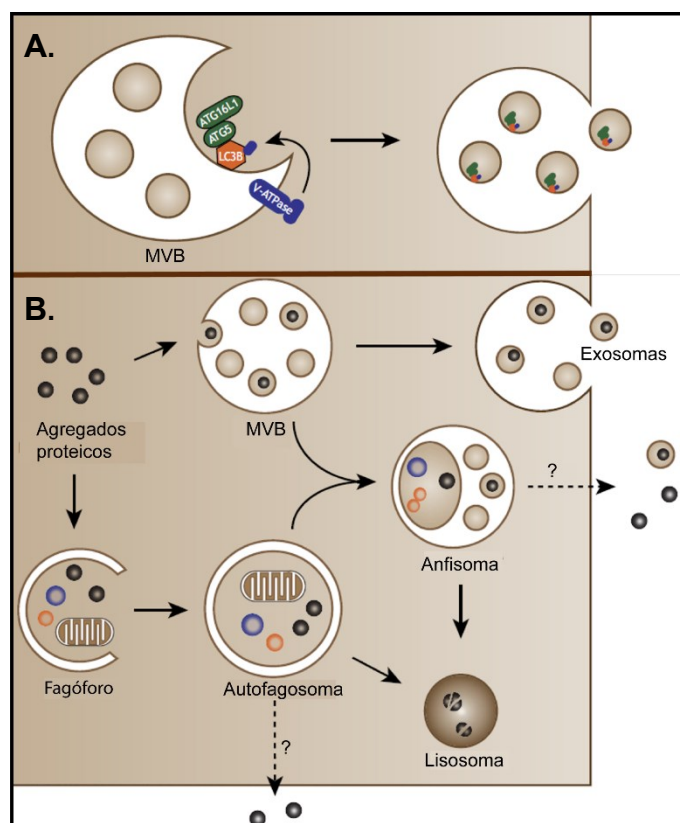 A.
ATG16L1
ATG5
LC3B
V-ATPase
MVB
B.
Exosomas
Agregados
proteicos
MVB
?
Anfisoma
Fagóforo
Autofagosoma
?
Lisosoma